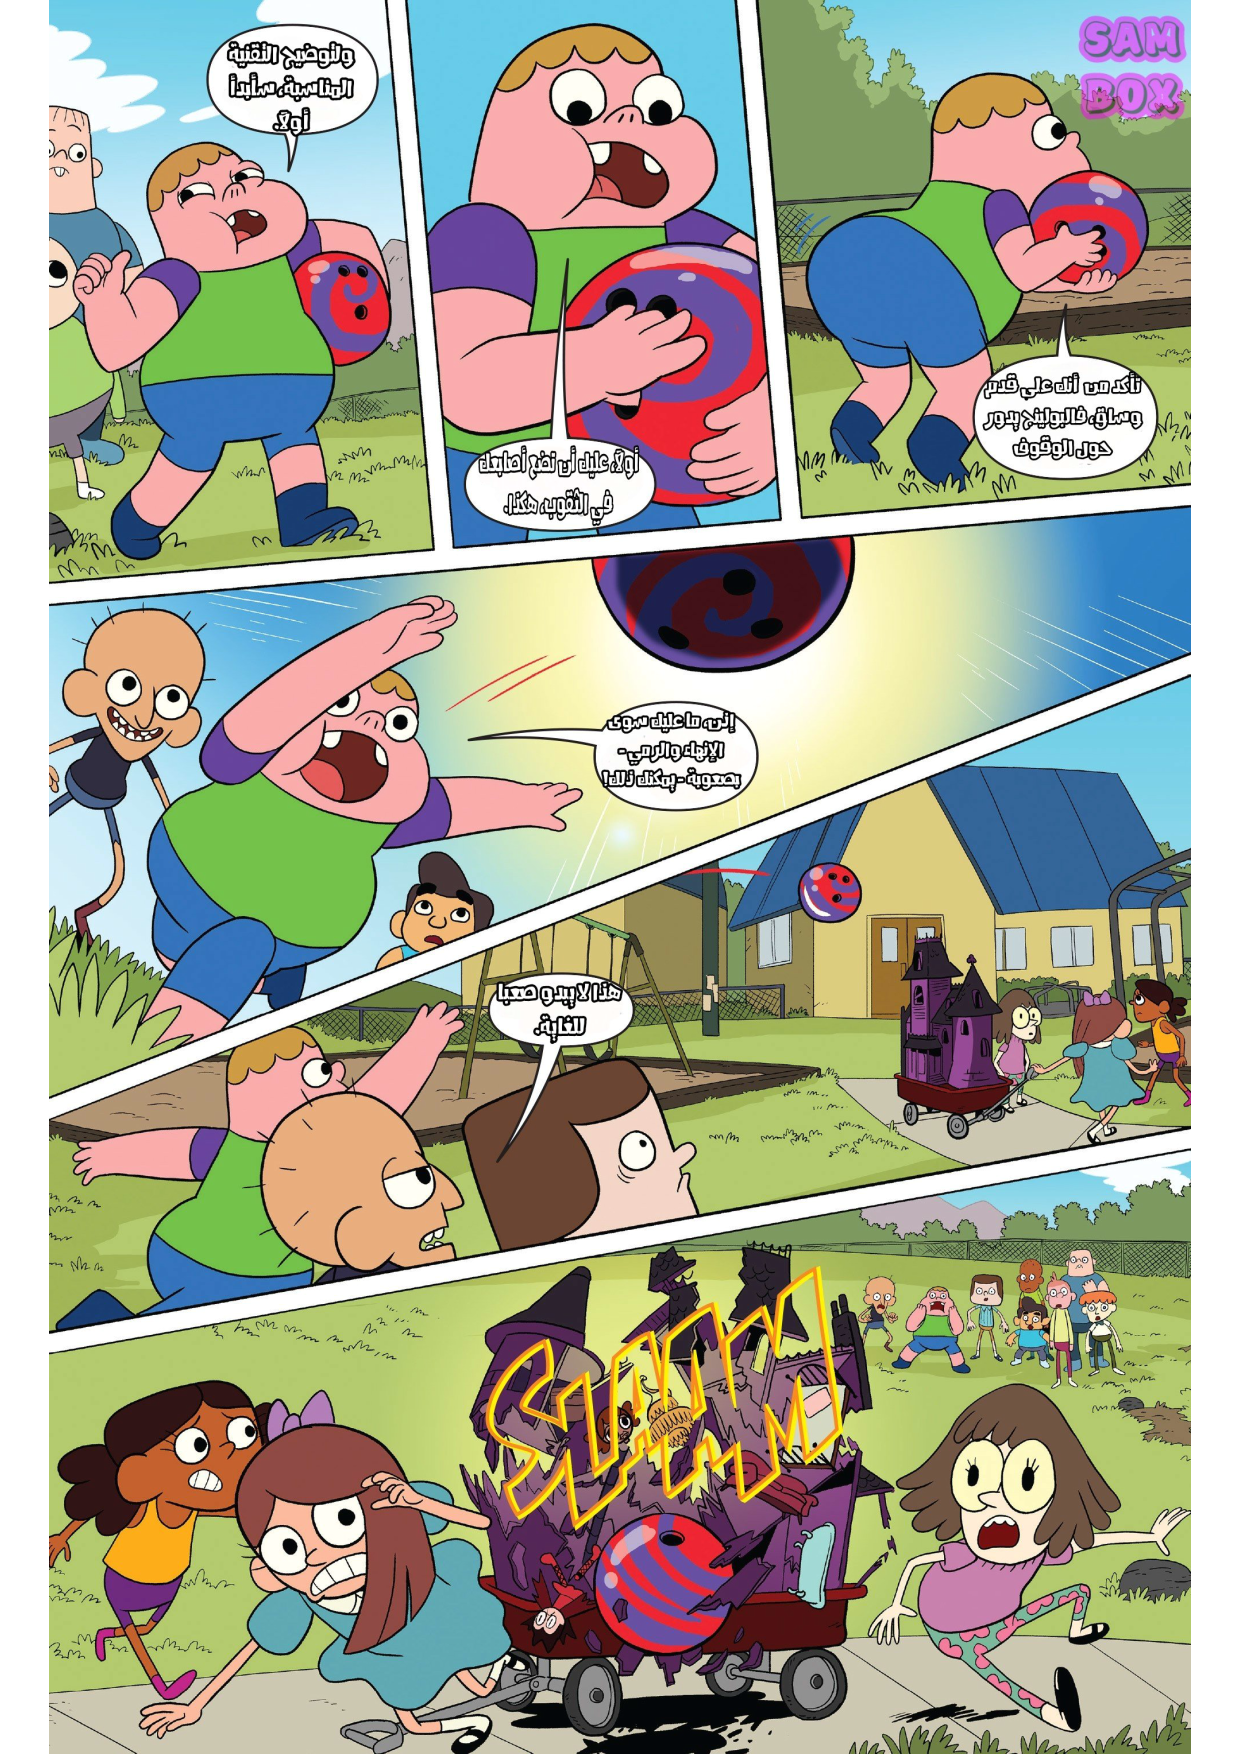 SAM
BOX
ولتوضيح التقنية
المناسبة، سأبدأ
أولاً.
أولاً، عليك أن تضع أصابعك
في الثقوب، هكذا.
تأكد من أنك على قدم
وساق، فالبولينج يدور
حول الوقوف
إذن، ما عليك سوى
الإنهاء والرمي-
بصعوبة - يمكنك ذلك!
هذا لا يبدو صعبا
للغاية.
SLAAM